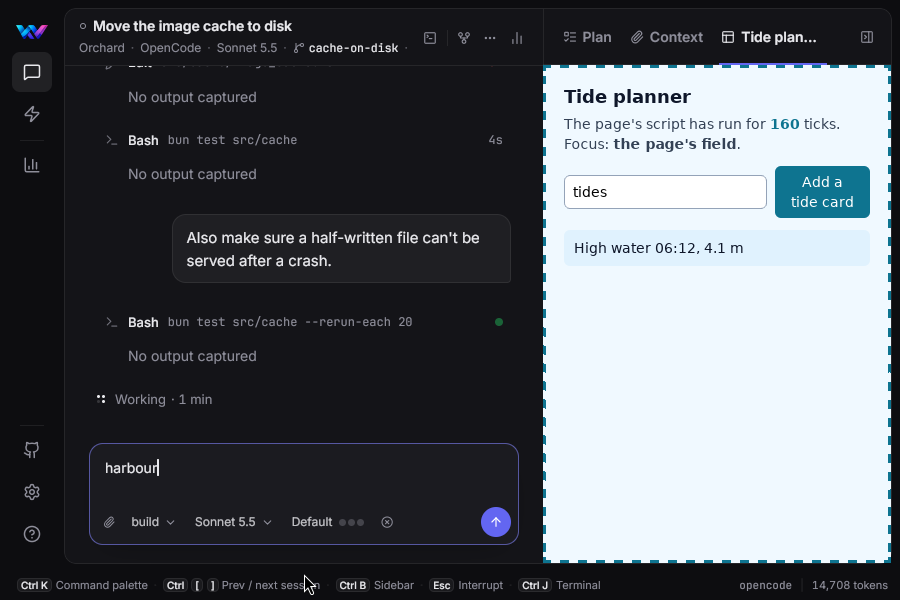 Move the image cache to disk
Orchard · OpenCode · Sonnet 5.5 · cache-on-disk ·
No output captured
Bash bun test src/cache 4s
No output captured
Also make sure a half-written file can't be
served after a crash.
Bash bun test src/cache --rerun-each 20
No output captured
Working · 1 min
harbour
build Sonnet 5.5 Default
Plan Context Tide plan...
Tide planner
The page's script has run for 160 ticks.
Focus: the page's field.
tides
Add a
tide card
High water 06:12, 4.1 m
Ctrl K Command palette · Ctrl [ ] Prev / next session · Ctrl B Sidebar · Esc Interrupt · Ctrl J Terminal
opencode 14,708 tokens